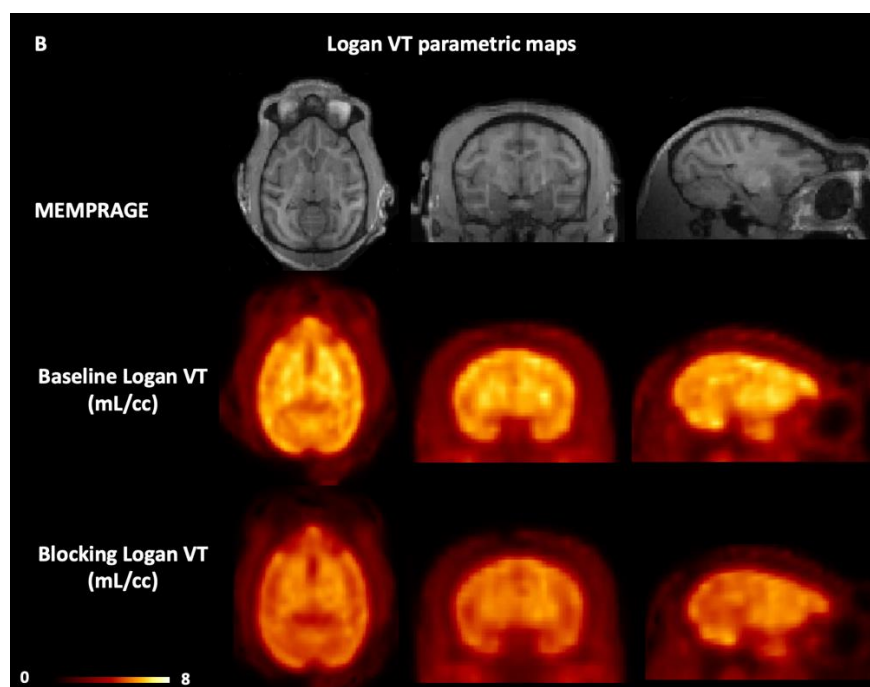 B
Logan VT parametric maps
MEMPRAGE
Baseline Logan VT
(mL/cc)
Blocking Logan VT
(mL/cc)
0
8